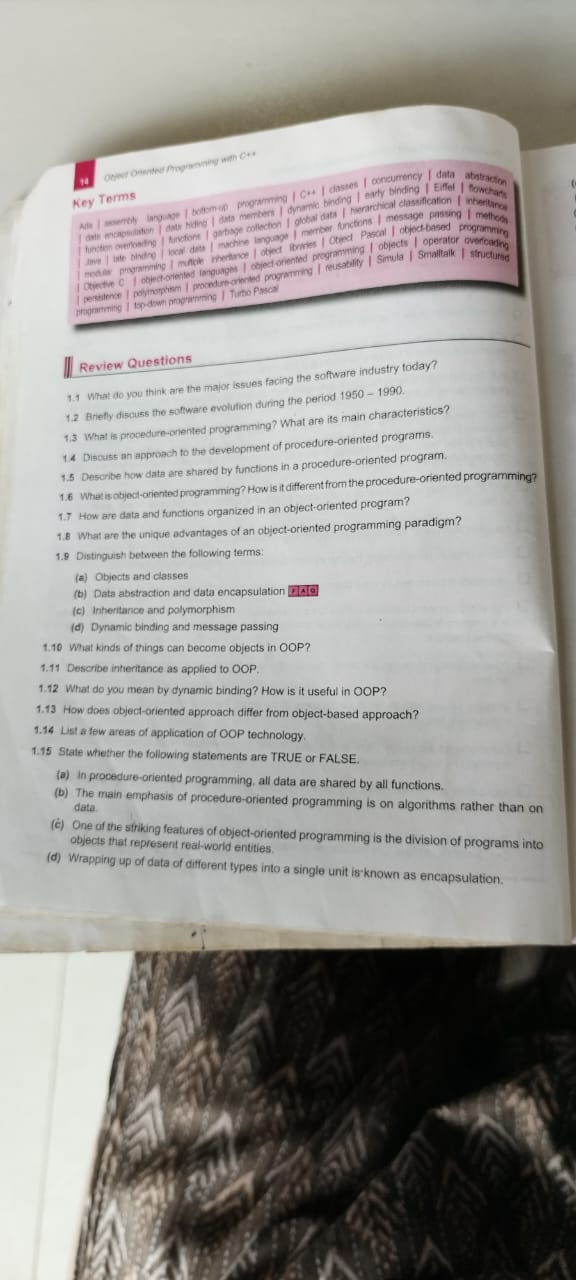 14 Object Oriented Programming with C++
Key Terms
Ada | assembly language | bottom-up programming | C++ | classes | concurrency | data abstraction
| data encapsulation | data hiding | data members | dynamic binding | early binding | Eiffel | flowcharts
function overloading | functions | garbage collection | global data | hierarchical classification | inheritance
Java | late binding | local data | machine language | member functions | message passing | methods
modular programming | multiple inheritance | object libraries | Object Pascal | object-based programming
| Objective C | object-oriented languages | object-oriented programming | objects | operator overloading
| persistence | polymorphism | procedure-oriented programming | reusability | Simula | Smalltalk | structured
programming | top-down programming | Turbo Pascal
Review Questions
1.1 What do you think are the major issues facing the software industry today?
1.2 Briefly discuss the software evolution during the period 1950 – 1990.
1.3 What is procedure-oriented programming? What are its main characteristics?
1.4 Discuss an approach to the development of procedure-oriented programs.
1.5 Describe how data are shared by functions in a procedure-oriented program.
1.6 What is object-oriented programming? How is it different from the procedure-oriented programming?
1.7 How are data and functions organized in an object-oriented program?
1.8 What are the unique advantages of an object-oriented programming paradigm?
1.9 Distinguish between the following terms:
(a) Objects and classes
(b) Data abstraction and data encapsulation FAQ
(c) Inheritance and polymorphism
(d) Dynamic binding and message passing
1.10 What kinds of things can become objects in OOP?
1.11 Describe inheritance as applied to OOP.
1.12 What do you mean by dynamic binding? How is it useful in OOP?
1.13 How does object-oriented approach differ from object-based approach?
1.14 List a few areas of application of OOP technology.
1.15 State whether the following statements are TRUE or FALSE.
(a) In procedure-oriented programming, all data are shared by all functions.
(b) The main emphasis of procedure-oriented programming is on algorithms rather than on
data.
(c) One of the striking features of object-oriented programming is the division of programs into
objects that represent real-world entities.
(d) Wrapping up of data of different types into a single unit is known as encapsulation.